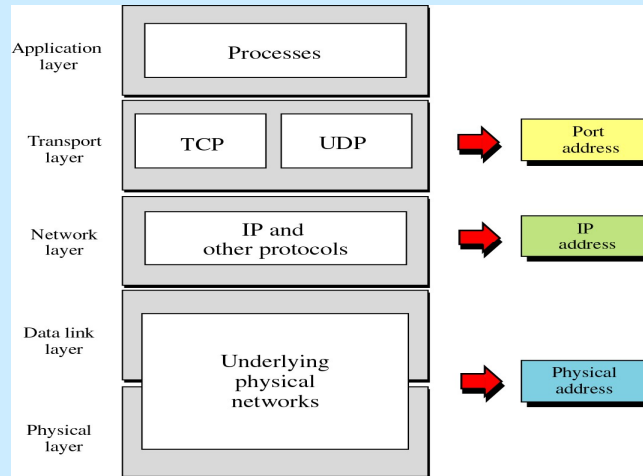 Application
layer
Processes
Transport
layer
TCP
UDP
Port
address
Network
layer
IP and
other protocols
IP
address
Data link
layer
Underlying
physical
networks
Physical
address
Physical
layer